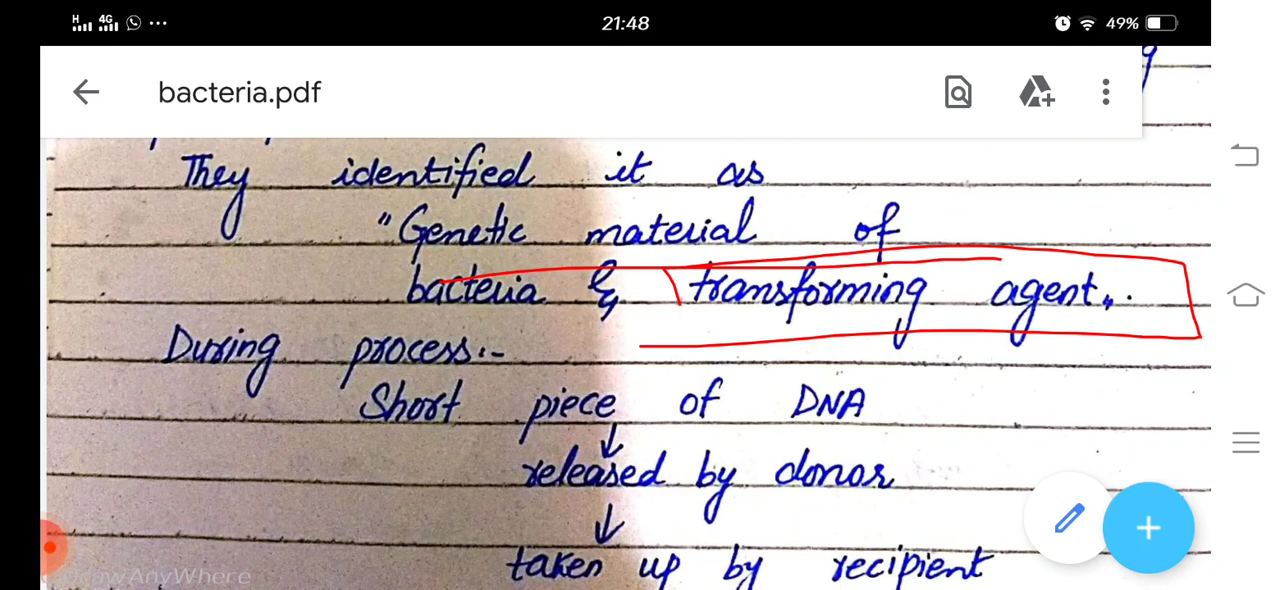 H 4G 21:48 49%
bacteria.pdf
They identified it as
"Genetic material of
bacteria & transforming agent".
During process:-
Short piece of DNA
↓
released by donor
↓
taken up by recipient
DrawAnyWhere